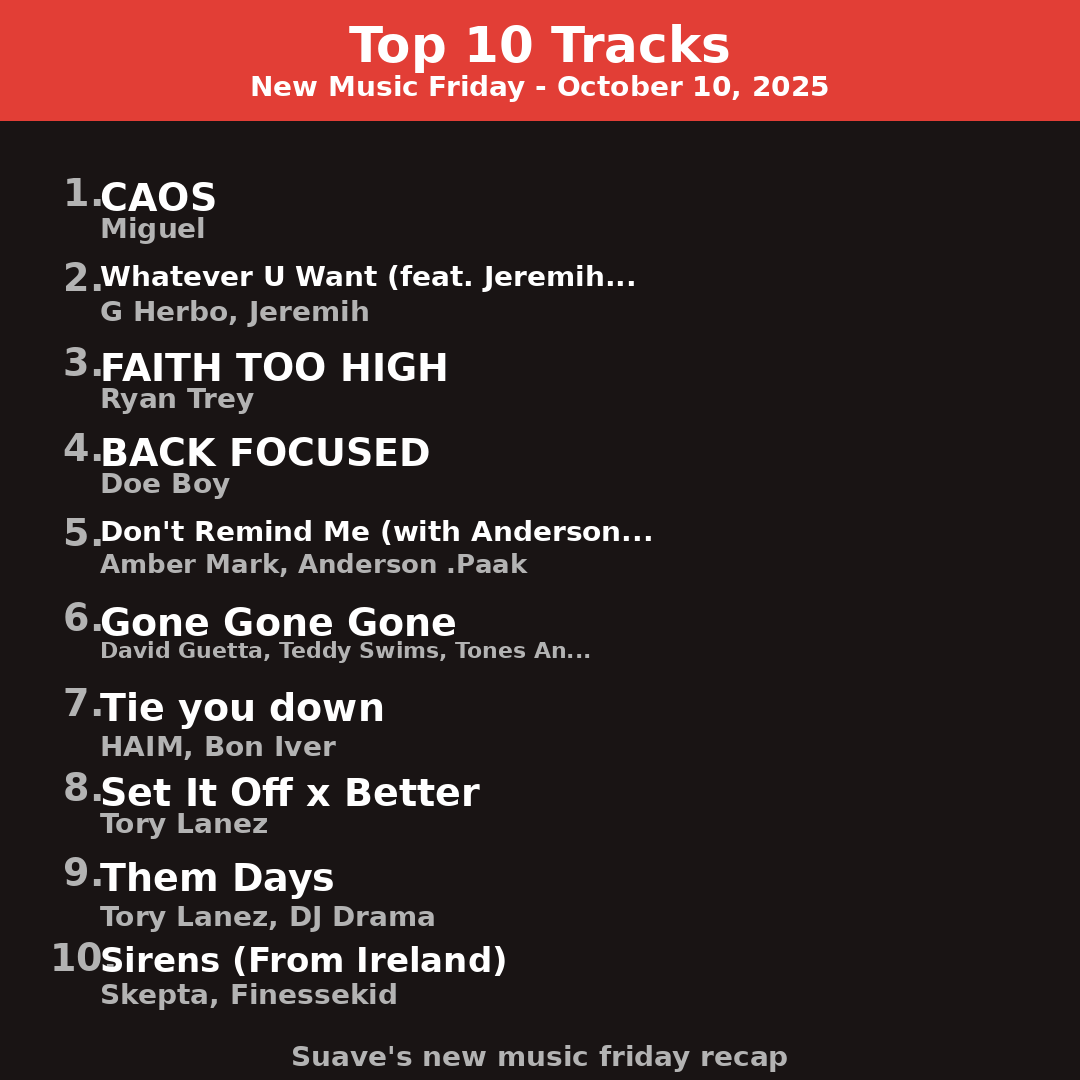 Top 10 Tracks
New Music Friday - October 10, 2025
1. CAOS
Miguel
2. Whatever U Want (feat. Jeremih...
G Herbo, Jeremih
3. FAITH TOO HIGH
Ryan Trey
4. BACK FOCUSED
Doe Boy
5. Don't Remind Me (with Anderson...
Amber Mark, Anderson .Paak
6. Gone Gone Gone
David Guetta, Teddy Swims, Tones An...
7. Tie you down
HAIM, Bon Iver
8. Set It Off x Better
Tory Lanez
9. Them Days
Tory Lanez, DJ Drama
10. Sirens (From Ireland)
Skepta, Finessekid
Suave's new music friday recap